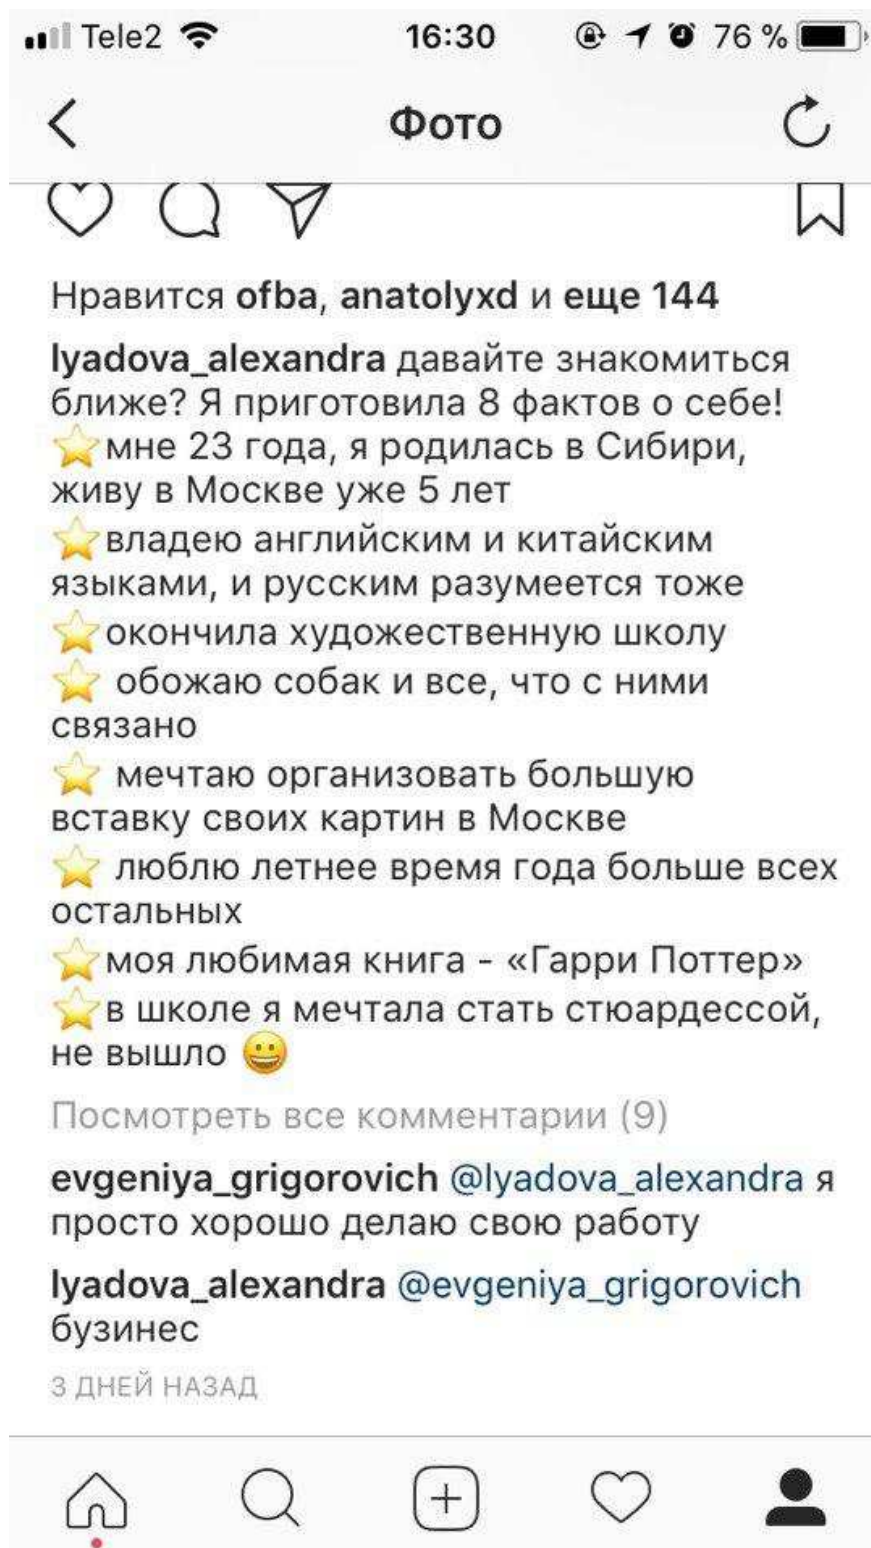 Tele2 16:30 76 %
Фото
Нравится ofba, anatolyxd и еще 144
lyadova_alexandra давайте знакомиться
ближе? Я приготовила 8 фактов о себе!
⭐мне 23 года, я родилась в Сибири,
живу в Москве уже 5 лет
⭐владею английским и китайским
языками, и русским разумеется тоже
⭐окончила художественную школу
⭐ обожаю собак и все, что с ними
связано
⭐ мечтаю организовать большую
вставку своих картин в Москве
⭐ люблю летнее время года больше всех
остальных
⭐моя любимая книга - «Гарри Поттер»
⭐в школе я мечтала стать стюардессой,
не вышло 😀
Посмотреть все комментарии (9)
evgeniya_grigorovich @lyadova_alexandra я
просто хорошо делаю свою работу
lyadova_alexandra @evgeniya_grigorovich
бузинес
3 ДНЕЙ НАЗАД